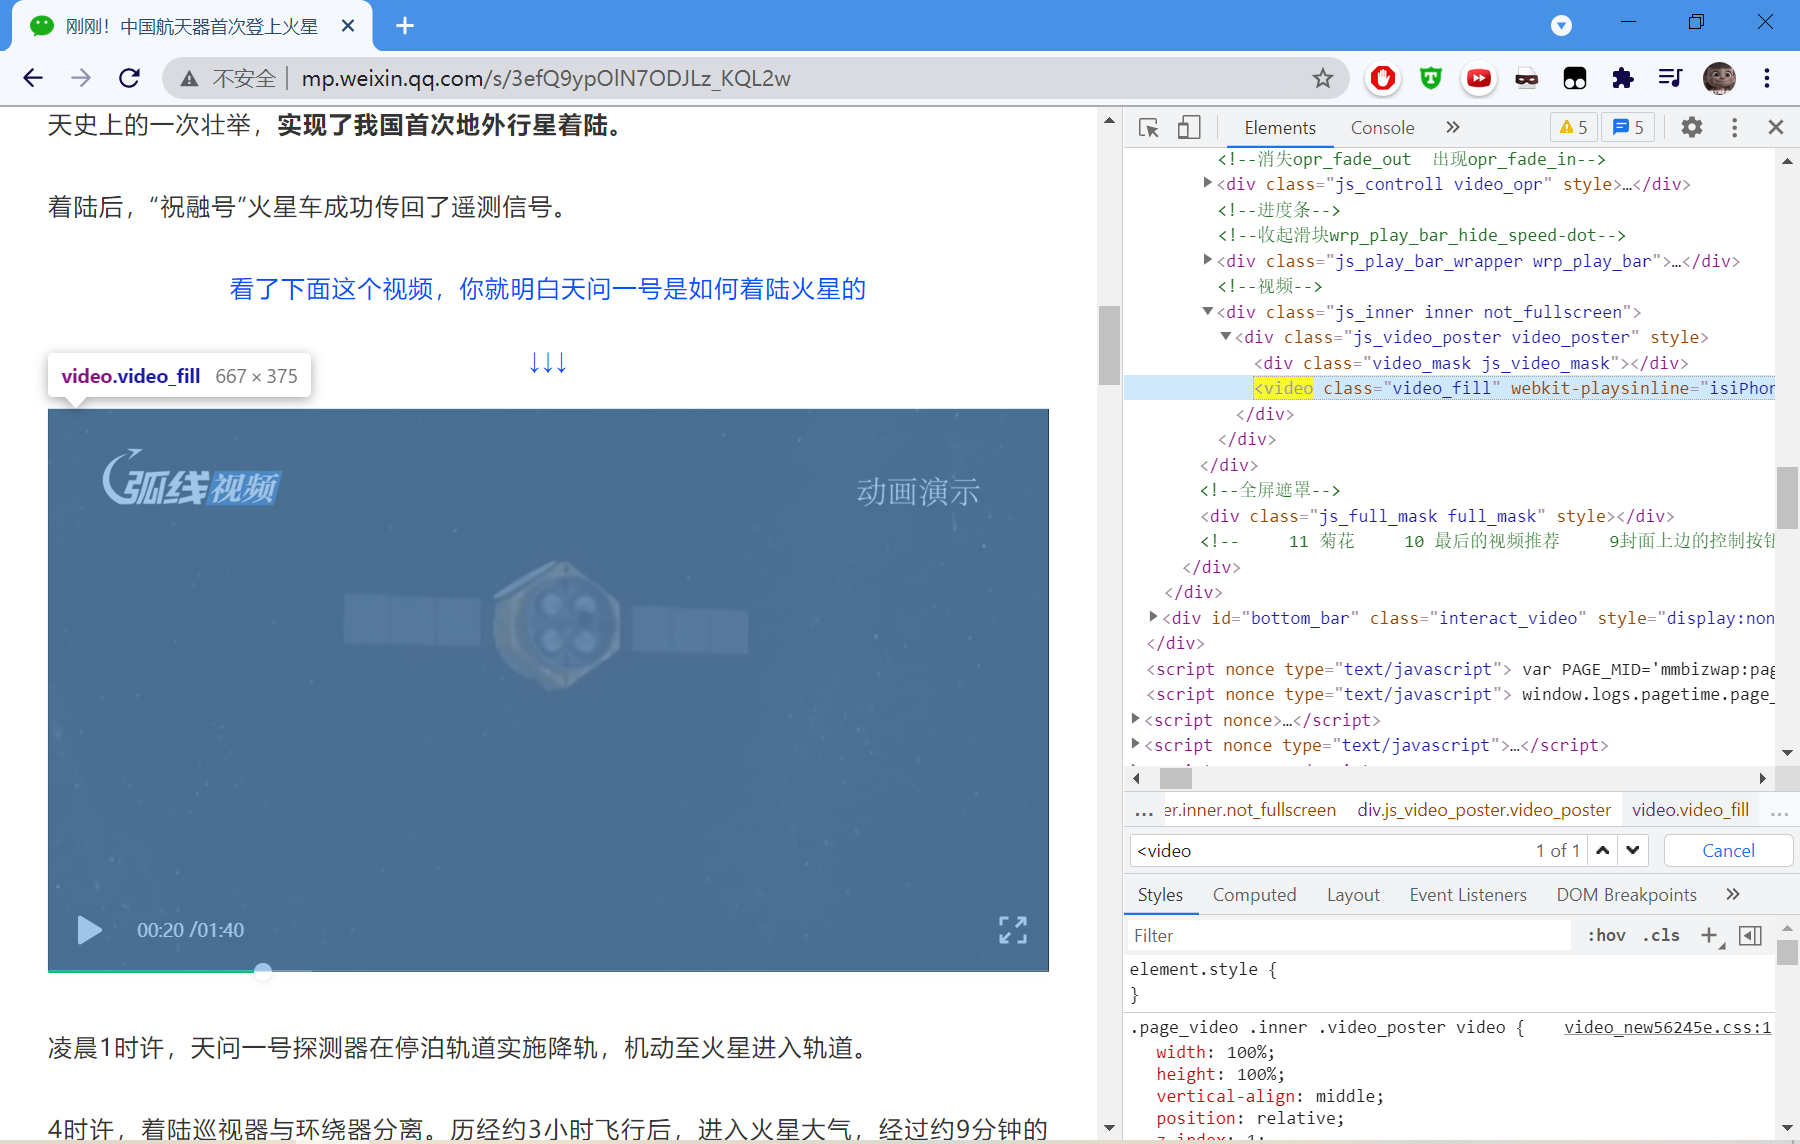 刚刚！中国航天器首次登上火星
不安全
mp.weixin.qq.com/s/3efQ9ypOlN7ODJLz_KQL2w
天史上的一次壮举，实现了我国首次地外行星着陆。
着陆后，“祝融号”火星车成功传回了遥测信号。
看了下面这个视频，你就明白天问一号是如何着陆火星的
↓↓↓
video.video_fill 667 × 375
弧线视频
动画演示
00:20 /01:40
凌晨1时许，天问一号探测器在停泊轨道实施降轨，机动至火星进入轨道。
4时许，着陆巡视器与环绕器分离。历经约3小时飞行后，进入火星大气，经过约9分钟的
Elements Console » 5 5
<!--消失opr_fade_out 出现opr_fade_in-->
<div class="js_controll video_opr" style>…</div>
<!--进度条-->
<!--收起滑块wrp_play_bar_hide_speed-dot-->
<div class="js_play_bar_wrapper wrp_play_bar">…</div>
<!--视频-->
<div class="js_inner inner not_fullscreen">
<div class="js_video_poster video_poster" style>
<div class="video_mask js_video_mask"></div>
<video class="video_fill" webkit-playsinline="isiPhon
</div>
</div>
</div>
<!--全屏遮罩-->
<div class="js_full_mask full_mask" style></div>
<!-- 11 菊花 10 最后的视频推荐 9封面上边的控制按钮
</div>
</div>
<div id="bottom_bar" class="interact_video" style="display:non
</div>
<script nonce type="text/javascript"> var PAGE_MID='mmbizwap:pag
<script nonce type="text/javascript"> window.logs.pagetime.page_
<script nonce>…</script>
<script nonce type="text/javascript">…</script>
… er.inner.not_fullscreen div.js_video_poster.video_poster video.video_fill …
<video 1 of 1 Cancel
Styles Computed Layout Event Listeners DOM Breakpoints »
Filter :hov .cls +
element.style {
}
.page_video .inner .video_poster video { video_new56245e.css:1
width: 100%;
height: 100%;
vertical-align: middle;
position: relative;
z-index: 1;